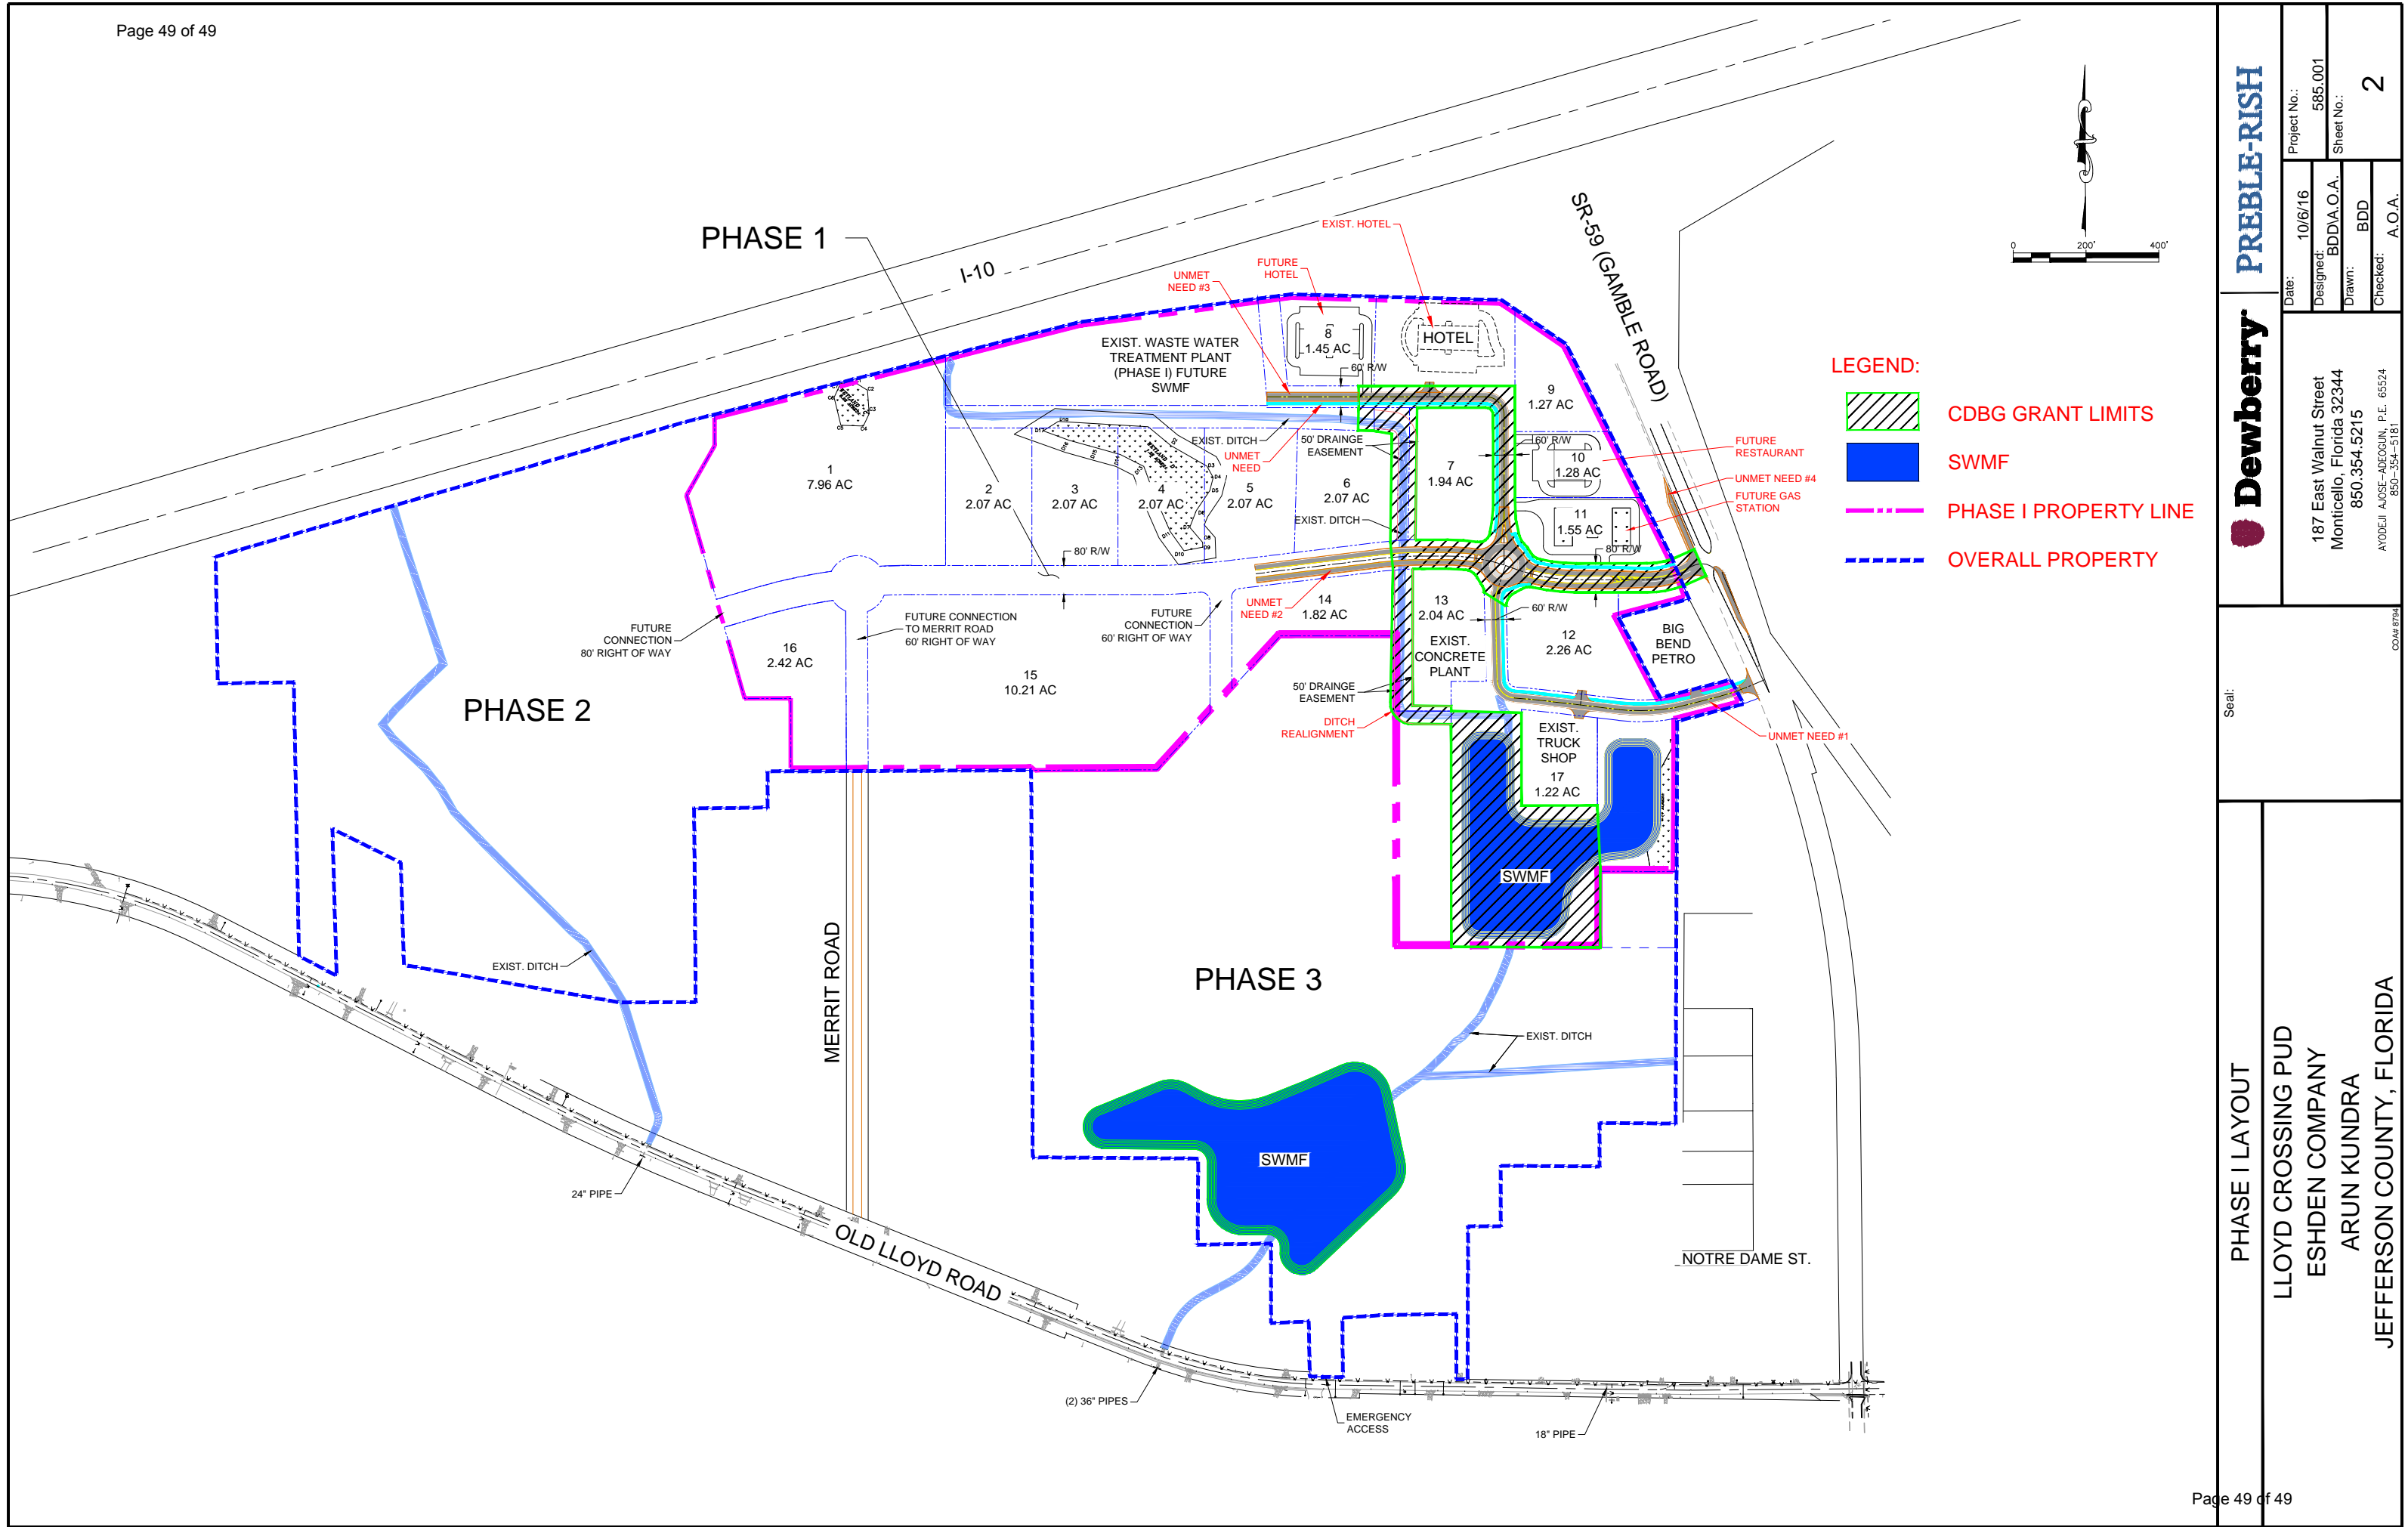 Page 49 of 49
PHASE 1
I-10
SR-59 (GAMBLE ROAD)
0
200'
400'
EXIST. HOTEL
FUTURE
HOTEL
UNMET
NEED #3
EXIST. WASTE WATER
TREATMENT PLANT
(PHASE I) FUTURE
SWMF
8
1.45 AC
HOTEL
60' R/W
9
1.27 AC
LEGEND:
CDBG GRANT LIMITS
SWMF
PHASE I PROPERTY LINE
OVERALL PROPERTY
1
7.96 AC
2
2.07 AC
3
2.07 AC
4
2.07 AC
5
2.07 AC
6
2.07 AC
EXIST. DITCH
UNMET
NEED
50' DRAINGE
EASEMENT
7
1.94 AC
60' R/W
10
1.28 AC
FUTURE
RESTAURANT
UNMET NEED #4
FUTURE GAS
STATION
11
1.55 AC
80' R/W
EXIST. DITCH
80' R/W
FUTURE
CONNECTION
80' RIGHT OF WAY
FUTURE CONNECTION
TO MERRIT ROAD
60' RIGHT OF WAY
FUTURE
CONNECTION
60' RIGHT OF WAY
UNMET
NEED #2
14
1.82 AC
13
2.04 AC
EXIST.
CONCRETE
PLANT
60' R/W
12
2.26 AC
BIG
BEND
PETRO
16
2.42 AC
15
10.21 AC
PHASE 2
50' DRAINGE
EASEMENT
DITCH
REALIGNMENT
EXIST.
TRUCK
SHOP
17
1.22 AC
UNMET NEED #1
SWMF
MERRIT ROAD
EXIST. DITCH
PHASE 3
EXIST. DITCH
SWMF
24" PIPE
OLD LLOYD ROAD
NOTRE DAME ST.
(2) 36" PIPES
EMERGENCY
ACCESS
18" PIPE
Page 49 of 49
PREBLE-RISH
Dewberry
Project No.:
585.001
Sheet No.:
2
Date:
10/6/16
Designed:
BDD\A.O.A.
Drawn:
BDD
Checked:
A.O.A.
187 East Walnut Street
Monticello, Florida 32344
850.354.5215
AYODEJI AJOSE-ADEOGUN, P.E. 65524
850-354-5181
COA# 8794
Seal:
PHASE I LAYOUT
LLOYD CROSSING PUD
ESHDEN COMPANY
ARUN KUNDRA
JEFFERSON COUNTY, FLORIDA